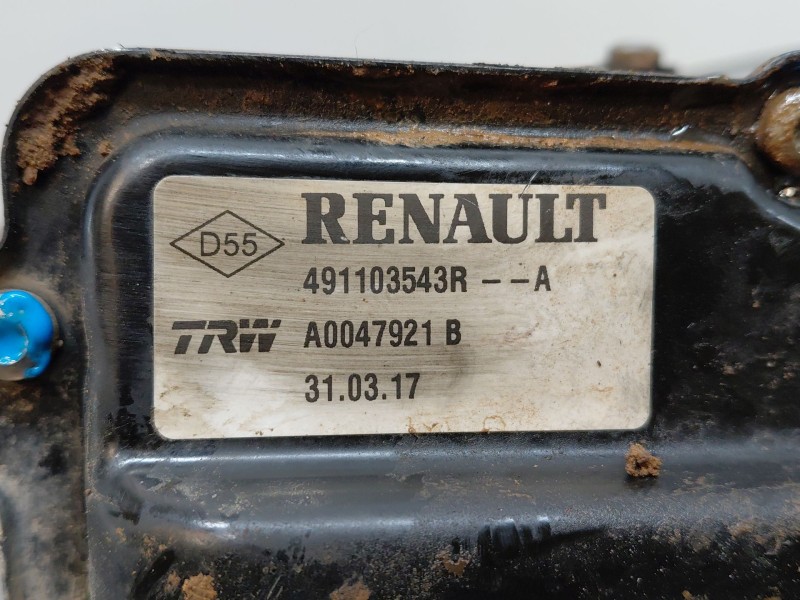 D55
RENAULT
491103543R --A
TRW A0047921 B
31.03.17